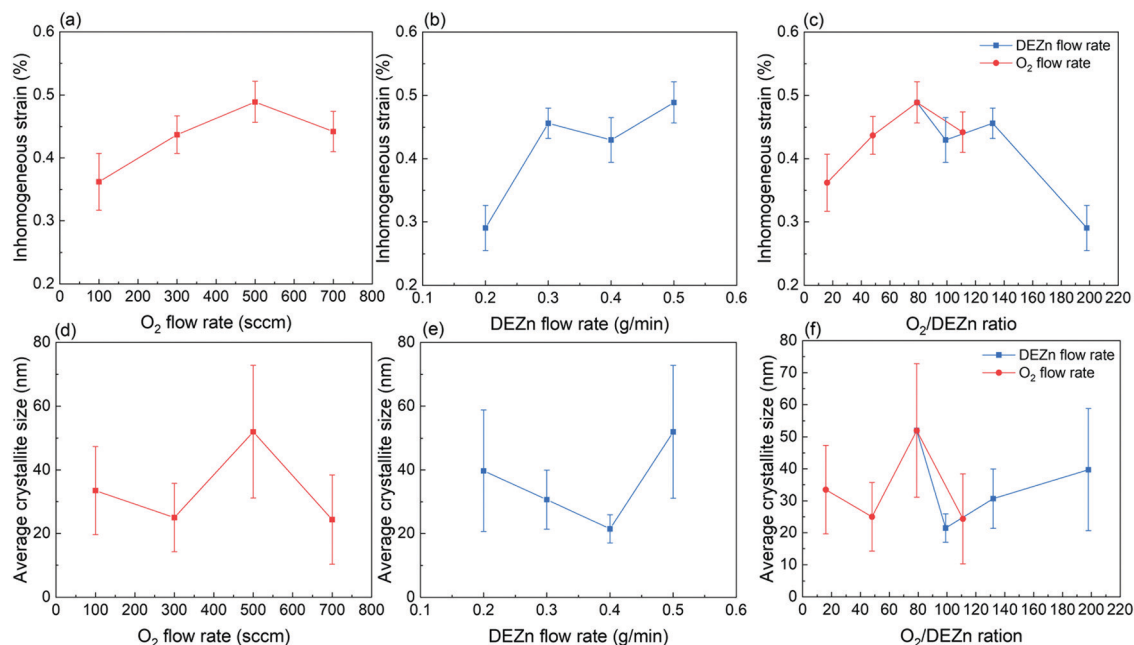 (a)
Inhomogeneous strain (%)
0.6
0.5
0.4
0.3
0.2
0 100 200 300 400 500 600 700 800
O₂ flow rate (sccm)
(b)
Inhomogeneous strain (%)
0.6
0.5
0.4
0.3
0.2
0.1 0.2 0.3 0.4 0.5 0.6
DEZn flow rate (g/min)
(c)
DEZn flow rate
O₂ flow rate
Inhomogeneous strain (%)
0.6
0.5
0.4
0.3
0.2
0 20 40 60 80 100 120 140 160 180 200 220
O₂/DEZn ratio
(d)
Average crystallite size (nm)
80
60
40
20
0
0 100 200 300 400 500 600 700 800
O₂ flow rate (sccm)
(e)
Average crystallite size (nm)
80
60
40
20
0
0.1 0.2 0.3 0.4 0.5 0.6
DEZn flow rate (g/min)
(f)
DEZn flow rate
O₂ flow rate
Average crystallite size (nm)
80
70
60
50
40
30
20
10
0
0 20 40 60 80 100 120 140 160 180 200 220
O₂/DEZn ration